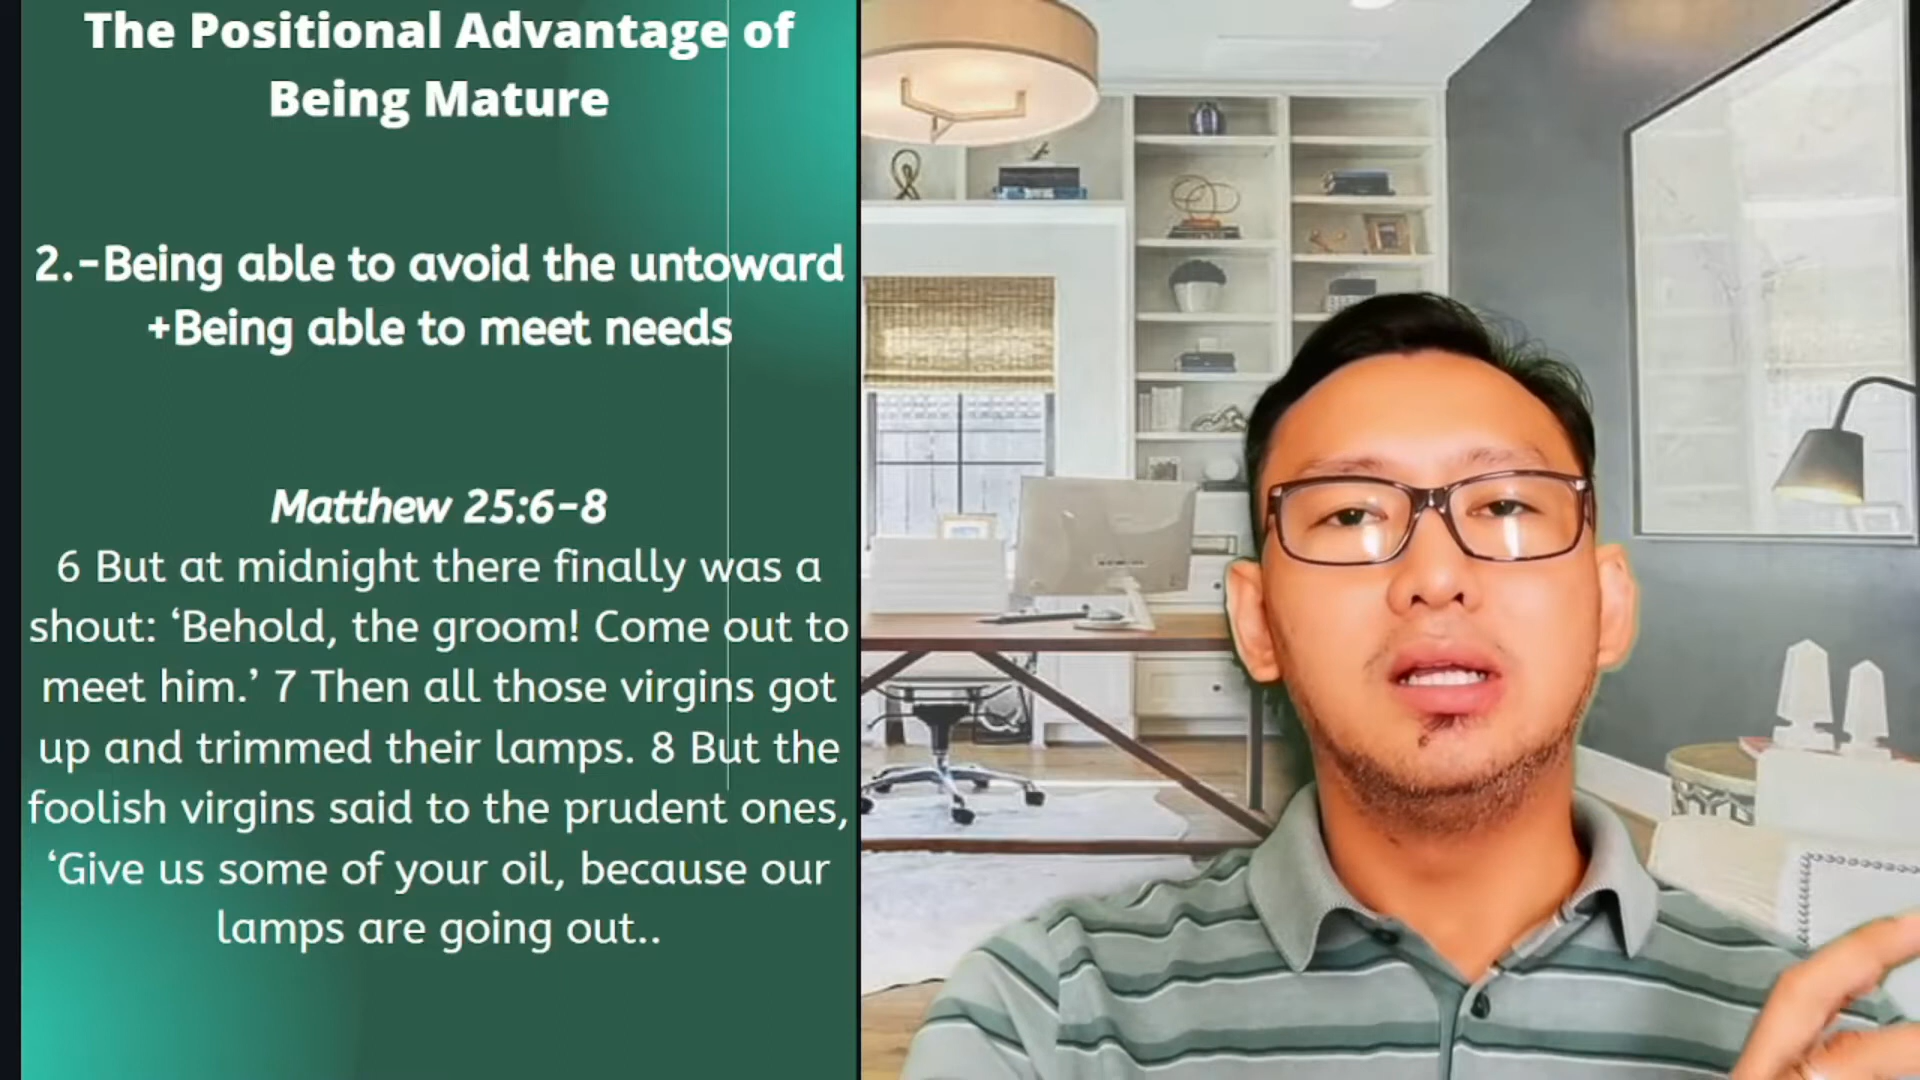 The Positional Advantage of
Being Mature
2.-Being able to avoid the untoward
+Being able to meet needs
Matthew 25:6-8
6 But at midnight there finally was a
shout: ‘Behold, the groom! Come out to
meet him.’ 7 Then all those virgins got
up and trimmed their lamps. 8 But the
foolish virgins said to the prudent ones,
‘Give us some of your oil, because our
lamps are going out..